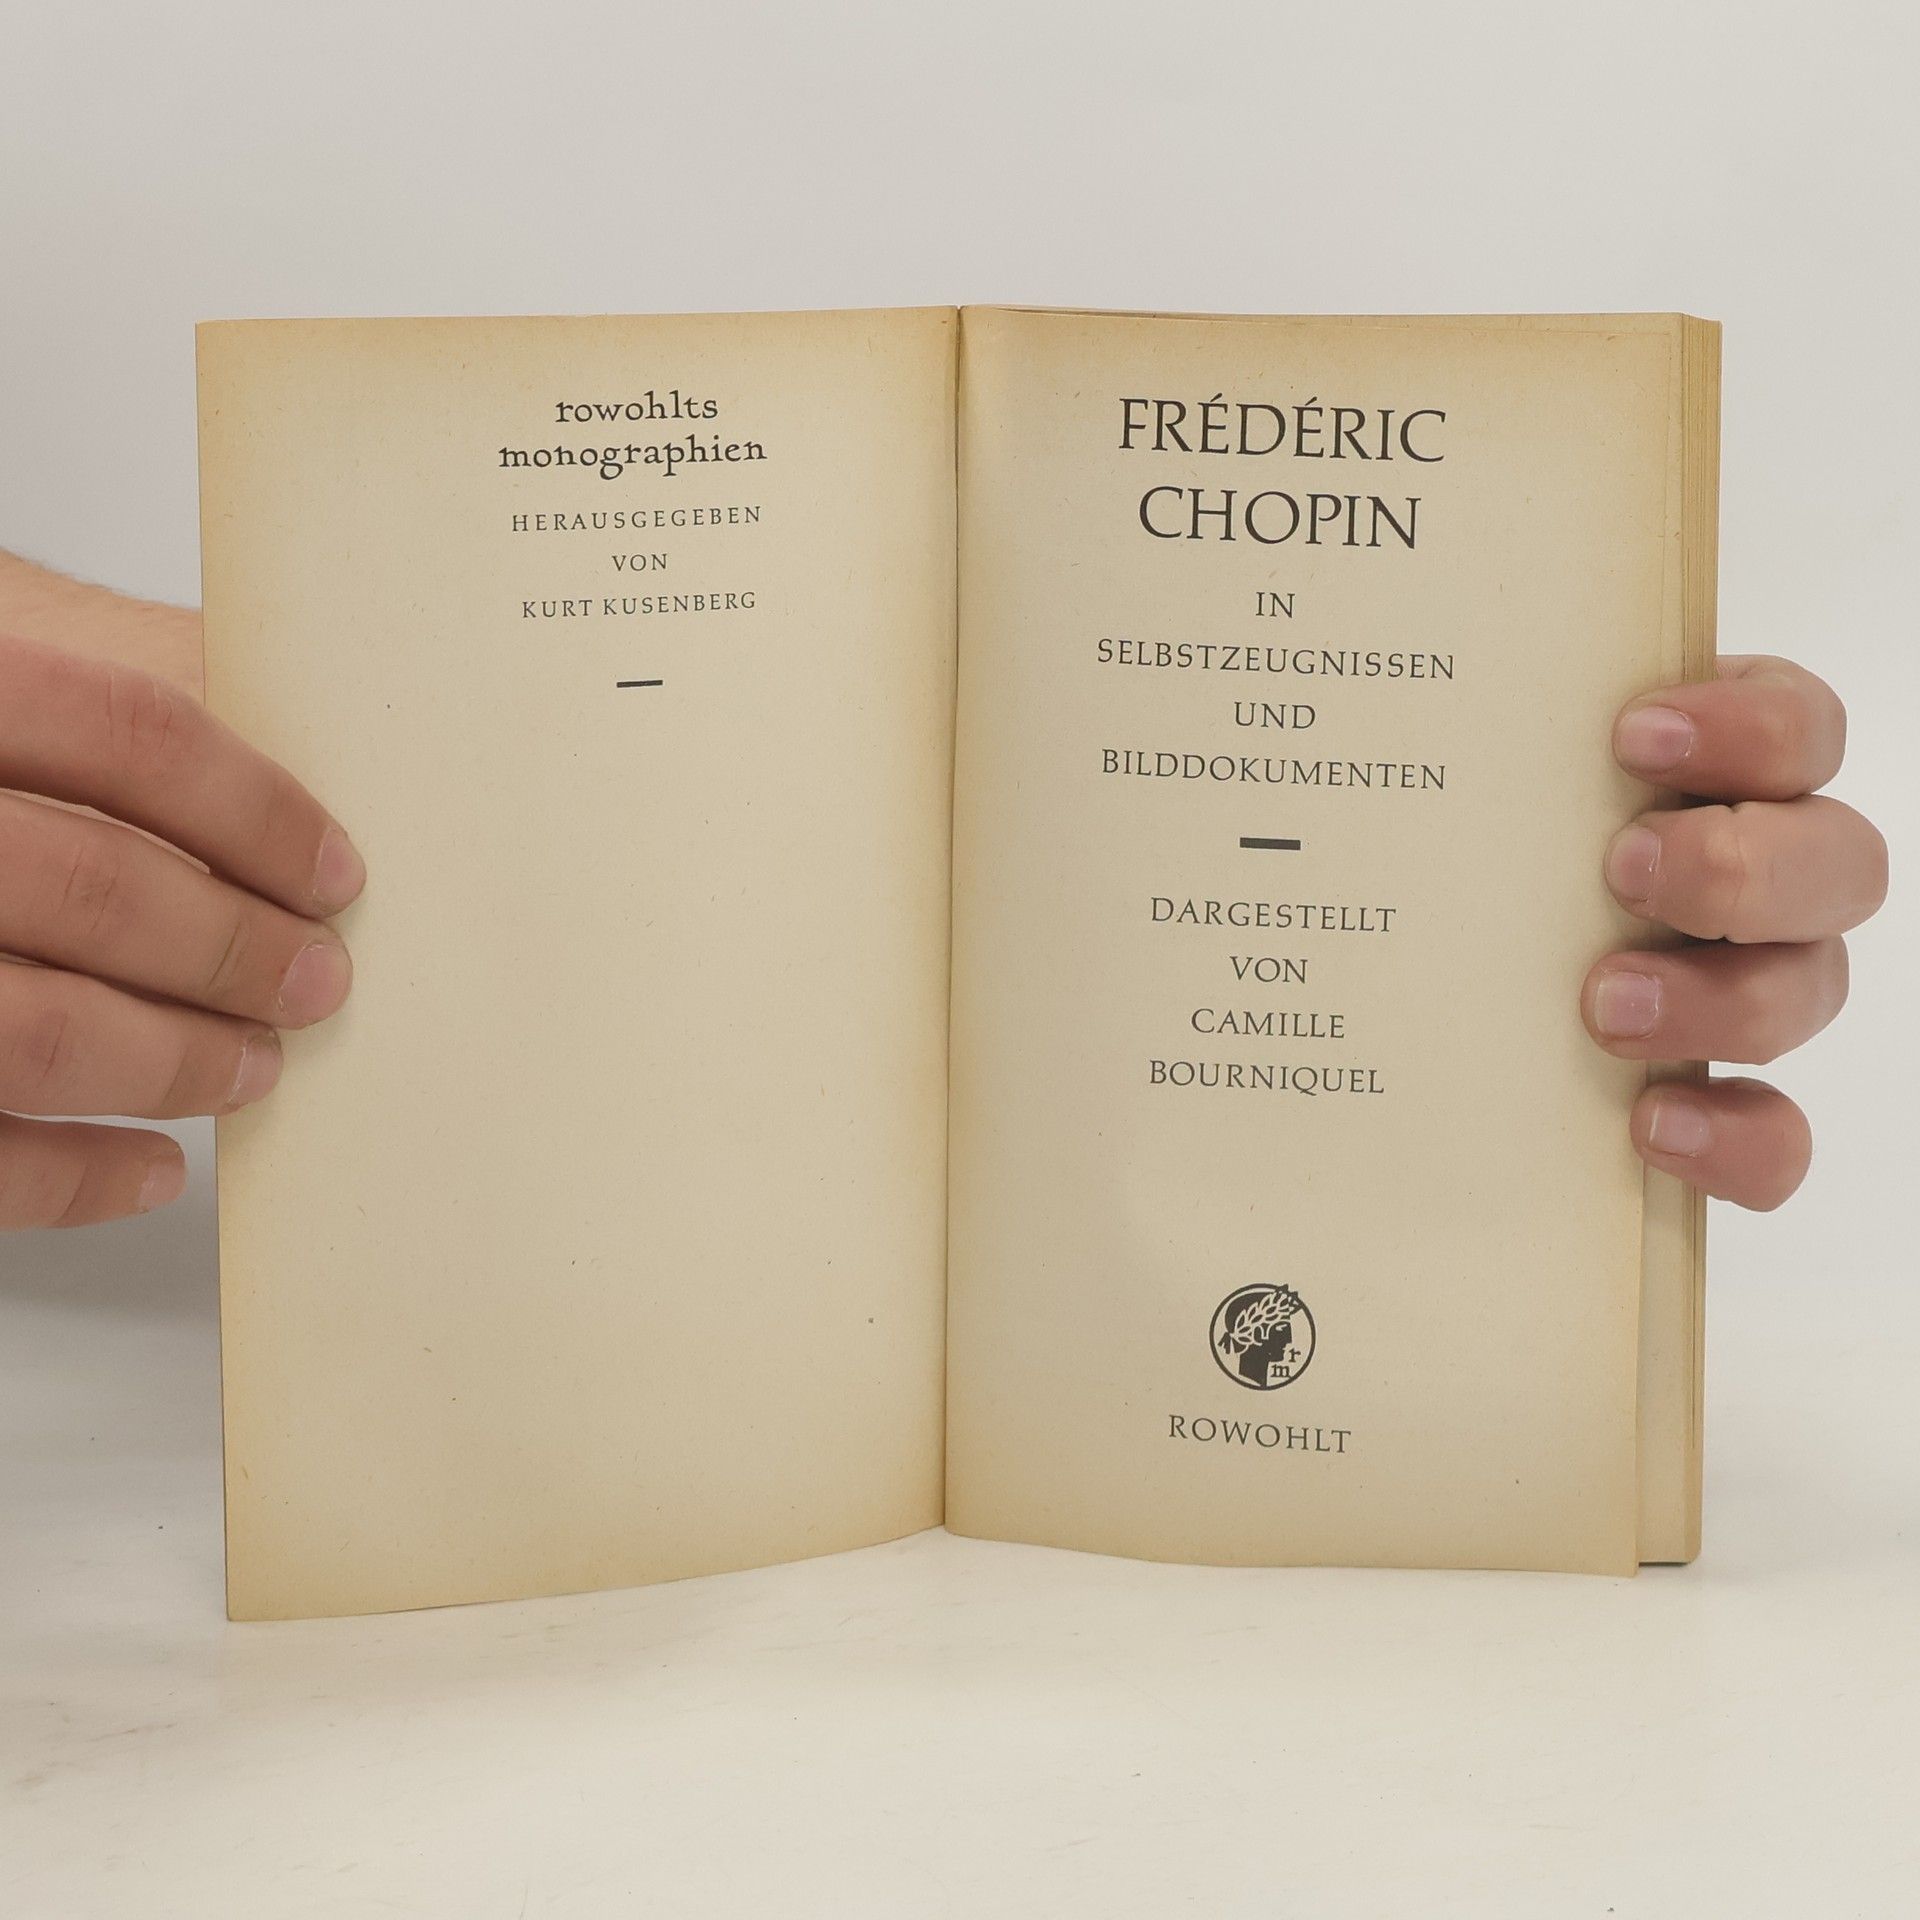 rowohlts
monographien
HERAUSGEGEBEN
VON
KURT KUSENBERG
FRÉDÉRIC
CHOPIN
IN
SELBSTZEUGNISSEN
UND
BILDDOKUMENTEN
DARGESTELLT
VON
CAMILLE
BOURNIQUEL
r
m
ROWOHLT